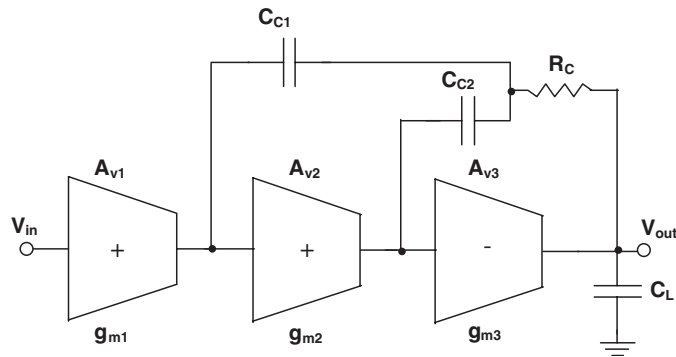 C_C1
R_C
C_C2
A_v1
A_v2
A_v3
V_in
V_out
+
+
-
C_L
g_m1
g_m2
g_m3